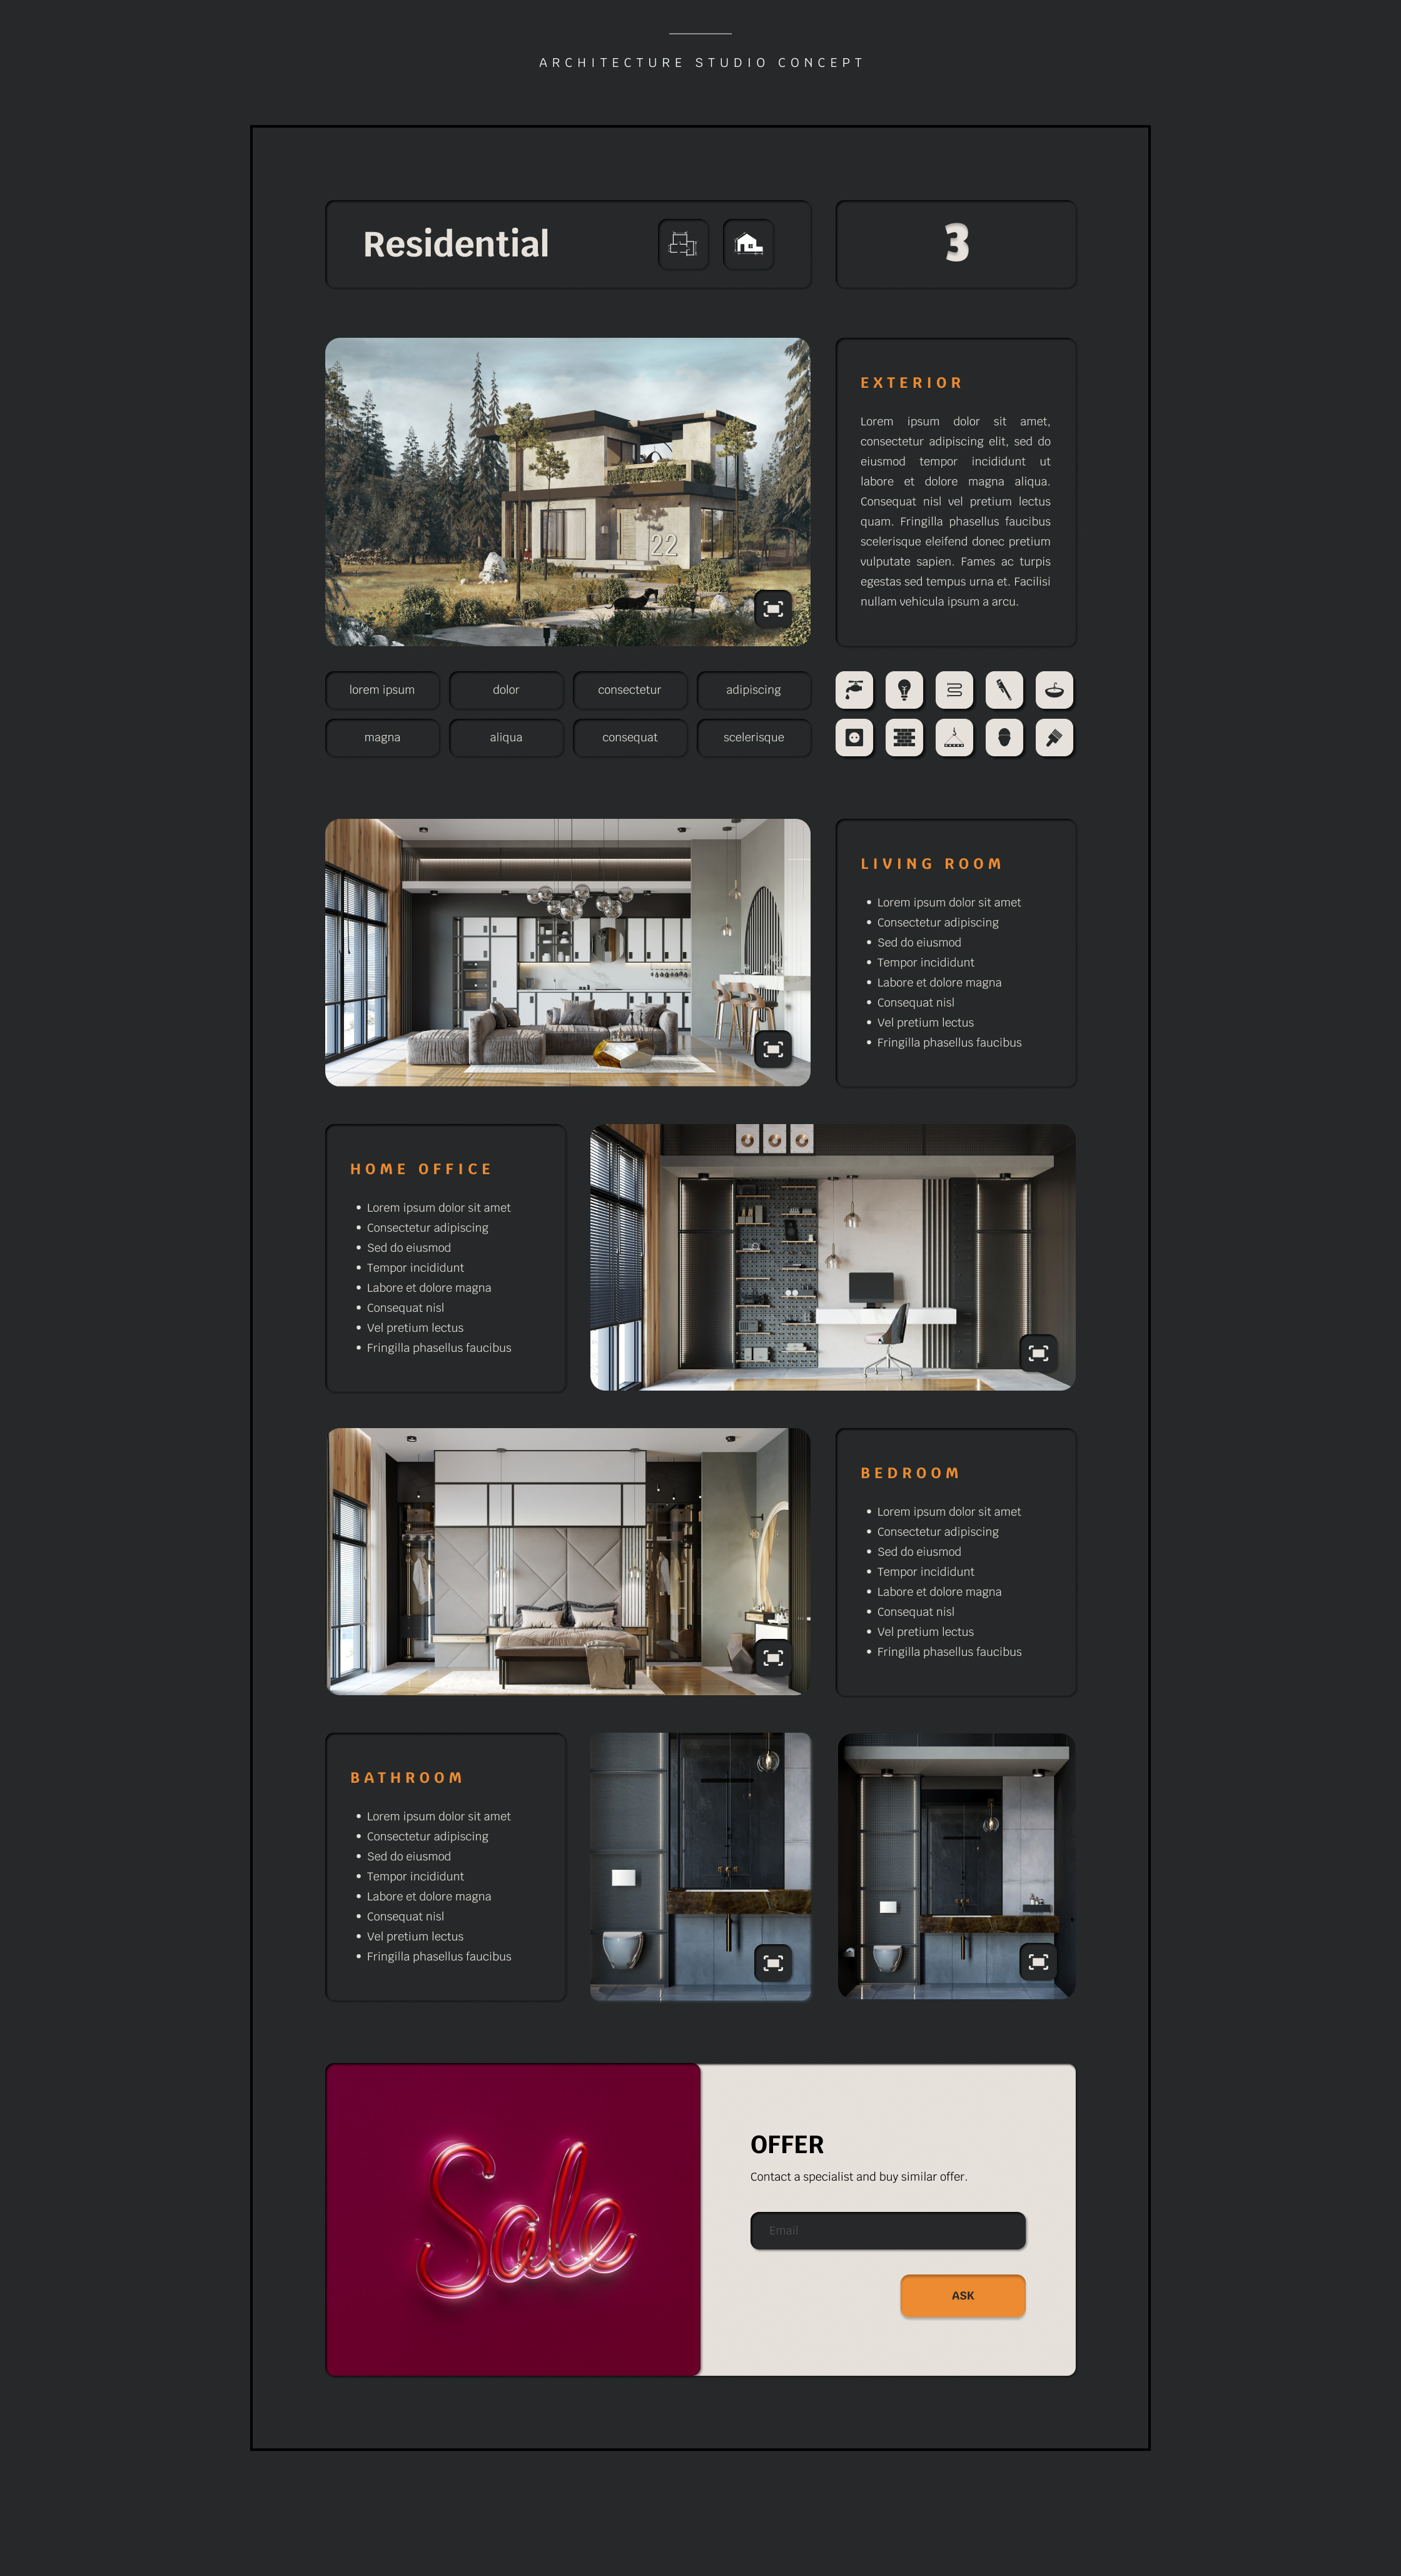 ARCHITECTURE STUDIO CONCEPT
Residential
3
22
EXTERIOR
Lorem ipsum dolor sit amet,
consectetur adipiscing elit, sed do
eiusmod tempor incididunt ut
labore et dolore magna aliqua.
Consequat nisl vel pretium lectus
quam. Fringilla phasellus faucibus
scelerisque eleifend donec pretium
vulputate sapien. Fames ac turpis
egestas sed tempus urna et. Facilisi
nullam vehicula ipsum a arcu.
lorem ipsum
dolor
consectetur
adipiscing
magna
aliqua
consequat
scelerisque
LIVING ROOM
• Lorem ipsum dolor sit amet
• Consectetur adipiscing
• Sed do eiusmod
• Tempor incididunt
• Labore et dolore magna
• Consequat nisl
• Vel pretium lectus
• Fringilla phasellus faucibus
HOME OFFICE
• Lorem ipsum dolor sit amet
• Consectetur adipiscing
• Sed do eiusmod
• Tempor incididunt
• Labore et dolore magna
• Consequat nisl
• Vel pretium lectus
• Fringilla phasellus faucibus
BEDROOM
• Lorem ipsum dolor sit amet
• Consectetur adipiscing
• Sed do eiusmod
• Tempor incididunt
• Labore et dolore magna
• Consequat nisl
• Vel pretium lectus
• Fringilla phasellus faucibus
BATHROOM
• Lorem ipsum dolor sit amet
• Consectetur adipiscing
• Sed do eiusmod
• Tempor incididunt
• Labore et dolore magna
• Consequat nisl
• Vel pretium lectus
• Fringilla phasellus faucibus
Sale
OFFER
Contact a specialist and buy similar offer.
Email
ASK